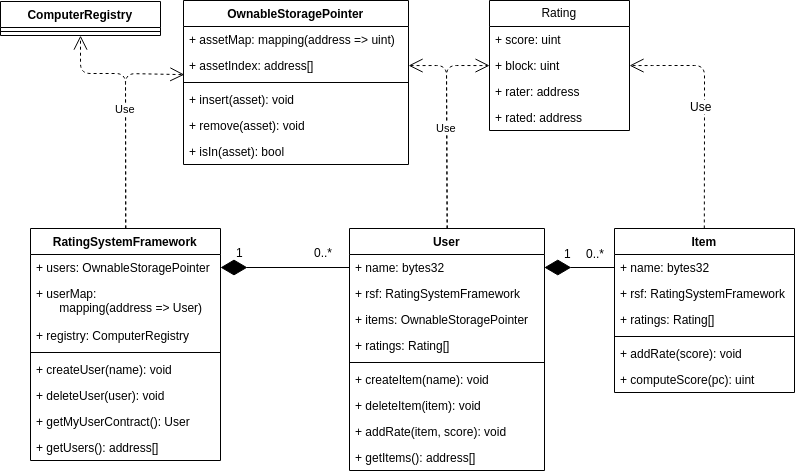 ComputerRegistry
OwnableStoragePointer
+ assetMap: mapping(address => uint)
+ assetIndex: address[]
+ insert(asset): void
+ remove(asset): void
+ isIn(asset): bool
Rating
+ score: uint
+ block: uint
+ rater: address
+ rated: address
Use
Use
Use
RatingSystemFramework
+ users: OwnableStoragePointer
+ userMap:
mapping(address => User)
+ registry: ComputerRegistry
+ createUser(name): void
+ deleteUser(user): void
+ getMyUserContract(): User
+ getUsers(): address[]
1
0..*
User
+ name: bytes32
+ rsf: RatingSystemFramework
+ items: OwnableStoragePointer
+ ratings: Rating[]
+ createItem(name): void
+ deleteItem(item): void
+ addRate(item, score): void
+ getItems(): address[]
1
0..*
Item
+ name: bytes32
+ rsf: RatingSystemFramework
+ ratings: Rating[]
+ addRate(score): void
+ computeScore(pc): uint